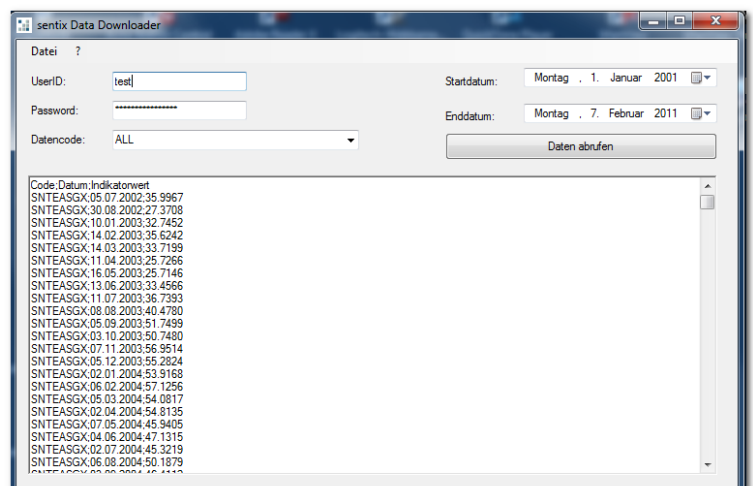 sentix Data Downloader
Datei ?
UserID: test
Startdatum: Montag , 1. Januar 2001
Password: ****************
Enddatum: Montag , 7. Februar 2011
Datencode: ALL
Daten abrufen
Code;Datum;Indikatorwert
SNTEASGX;05.07.2002;35.9967
SNTEASGX;30.08.2002;27.3708
SNTEASGX;10.01.2003;32.7452
SNTEASGX;14.02.2003;35.6242
SNTEASGX;14.03.2003;33.7199
SNTEASGX;11.04.2003;25.7266
SNTEASGX;16.05.2003;25.7146
SNTEASGX;13.06.2003;33.4566
SNTEASGX;11.07.2003;36.7393
SNTEASGX;08.08.2003;40.4780
SNTEASGX;05.09.2003;51.7499
SNTEASGX;03.10.2003;50.7480
SNTEASGX;07.11.2003;56.9514
SNTEASGX;05.12.2003;55.2824
SNTEASGX;02.01.2004;53.9168
SNTEASGX;06.02.2004;57.1256
SNTEASGX;05.03.2004;54.0817
SNTEASGX;02.04.2004;54.8135
SNTEASGX;07.05.2004;45.9405
SNTEASGX;04.06.2004;47.1315
SNTEASGX;02.07.2004;45.3219
SNTEASGX;06.08.2004;50.1879